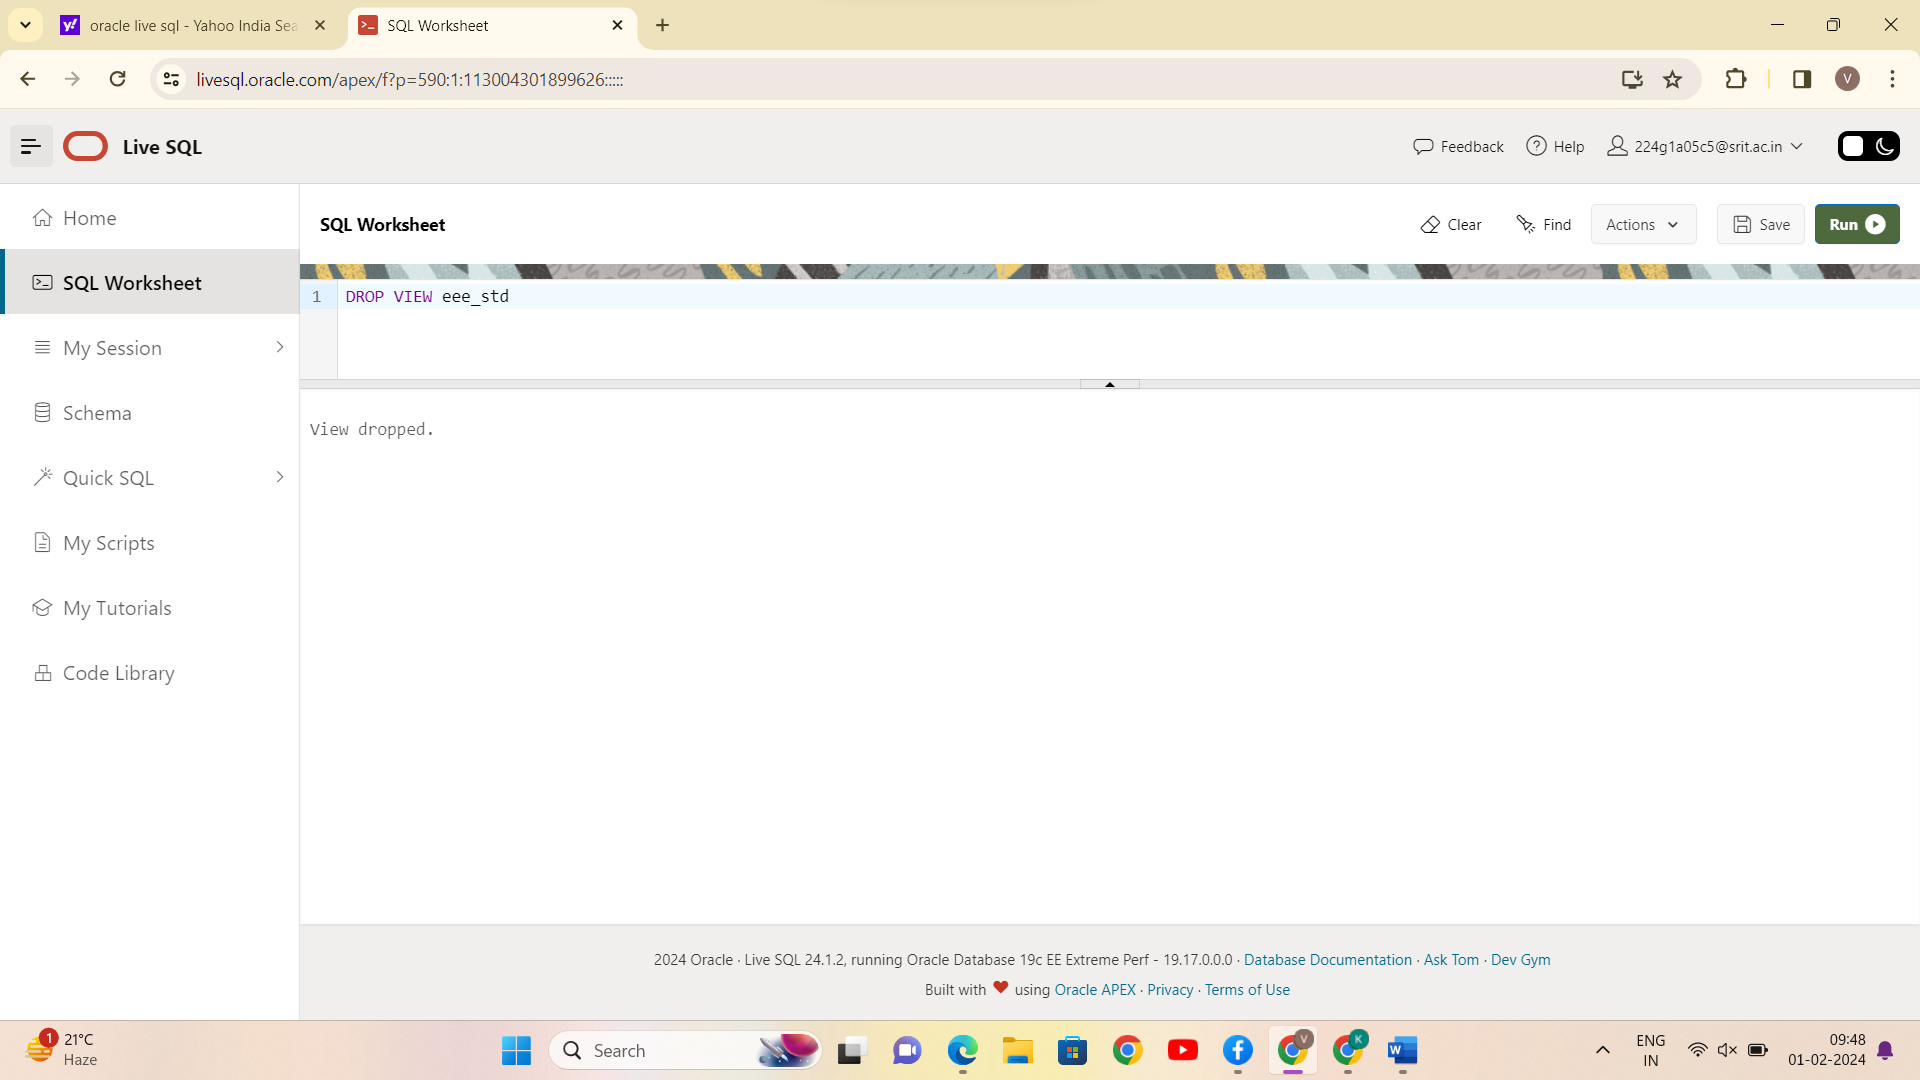 oracle live sql - Yahoo India Sea
SQL Worksheet
livesql.oracle.com/apex/f?p=590:1:113004301899626:::::
V
Live SQL
Feedback
Help
224g1a05c5@srit.ac.in
Home
SQL Worksheet
My Session
Schema
Quick SQL
My Scripts
My Tutorials
Code Library
SQL Worksheet
Clear
Find
Actions
Save
Run
1 DROP VIEW eee_std
View dropped.
2024 Oracle · Live SQL 24.1.2, running Oracle Database 19c EE Extreme Perf - 19.17.0.0.0 · Database Documentation · Ask Tom · Dev Gym
Built with ❤ using Oracle APEX · Privacy · Terms of Use
1
21°C
Haze
Search
V
K
W
ENG
IN
09:48
01-02-2024